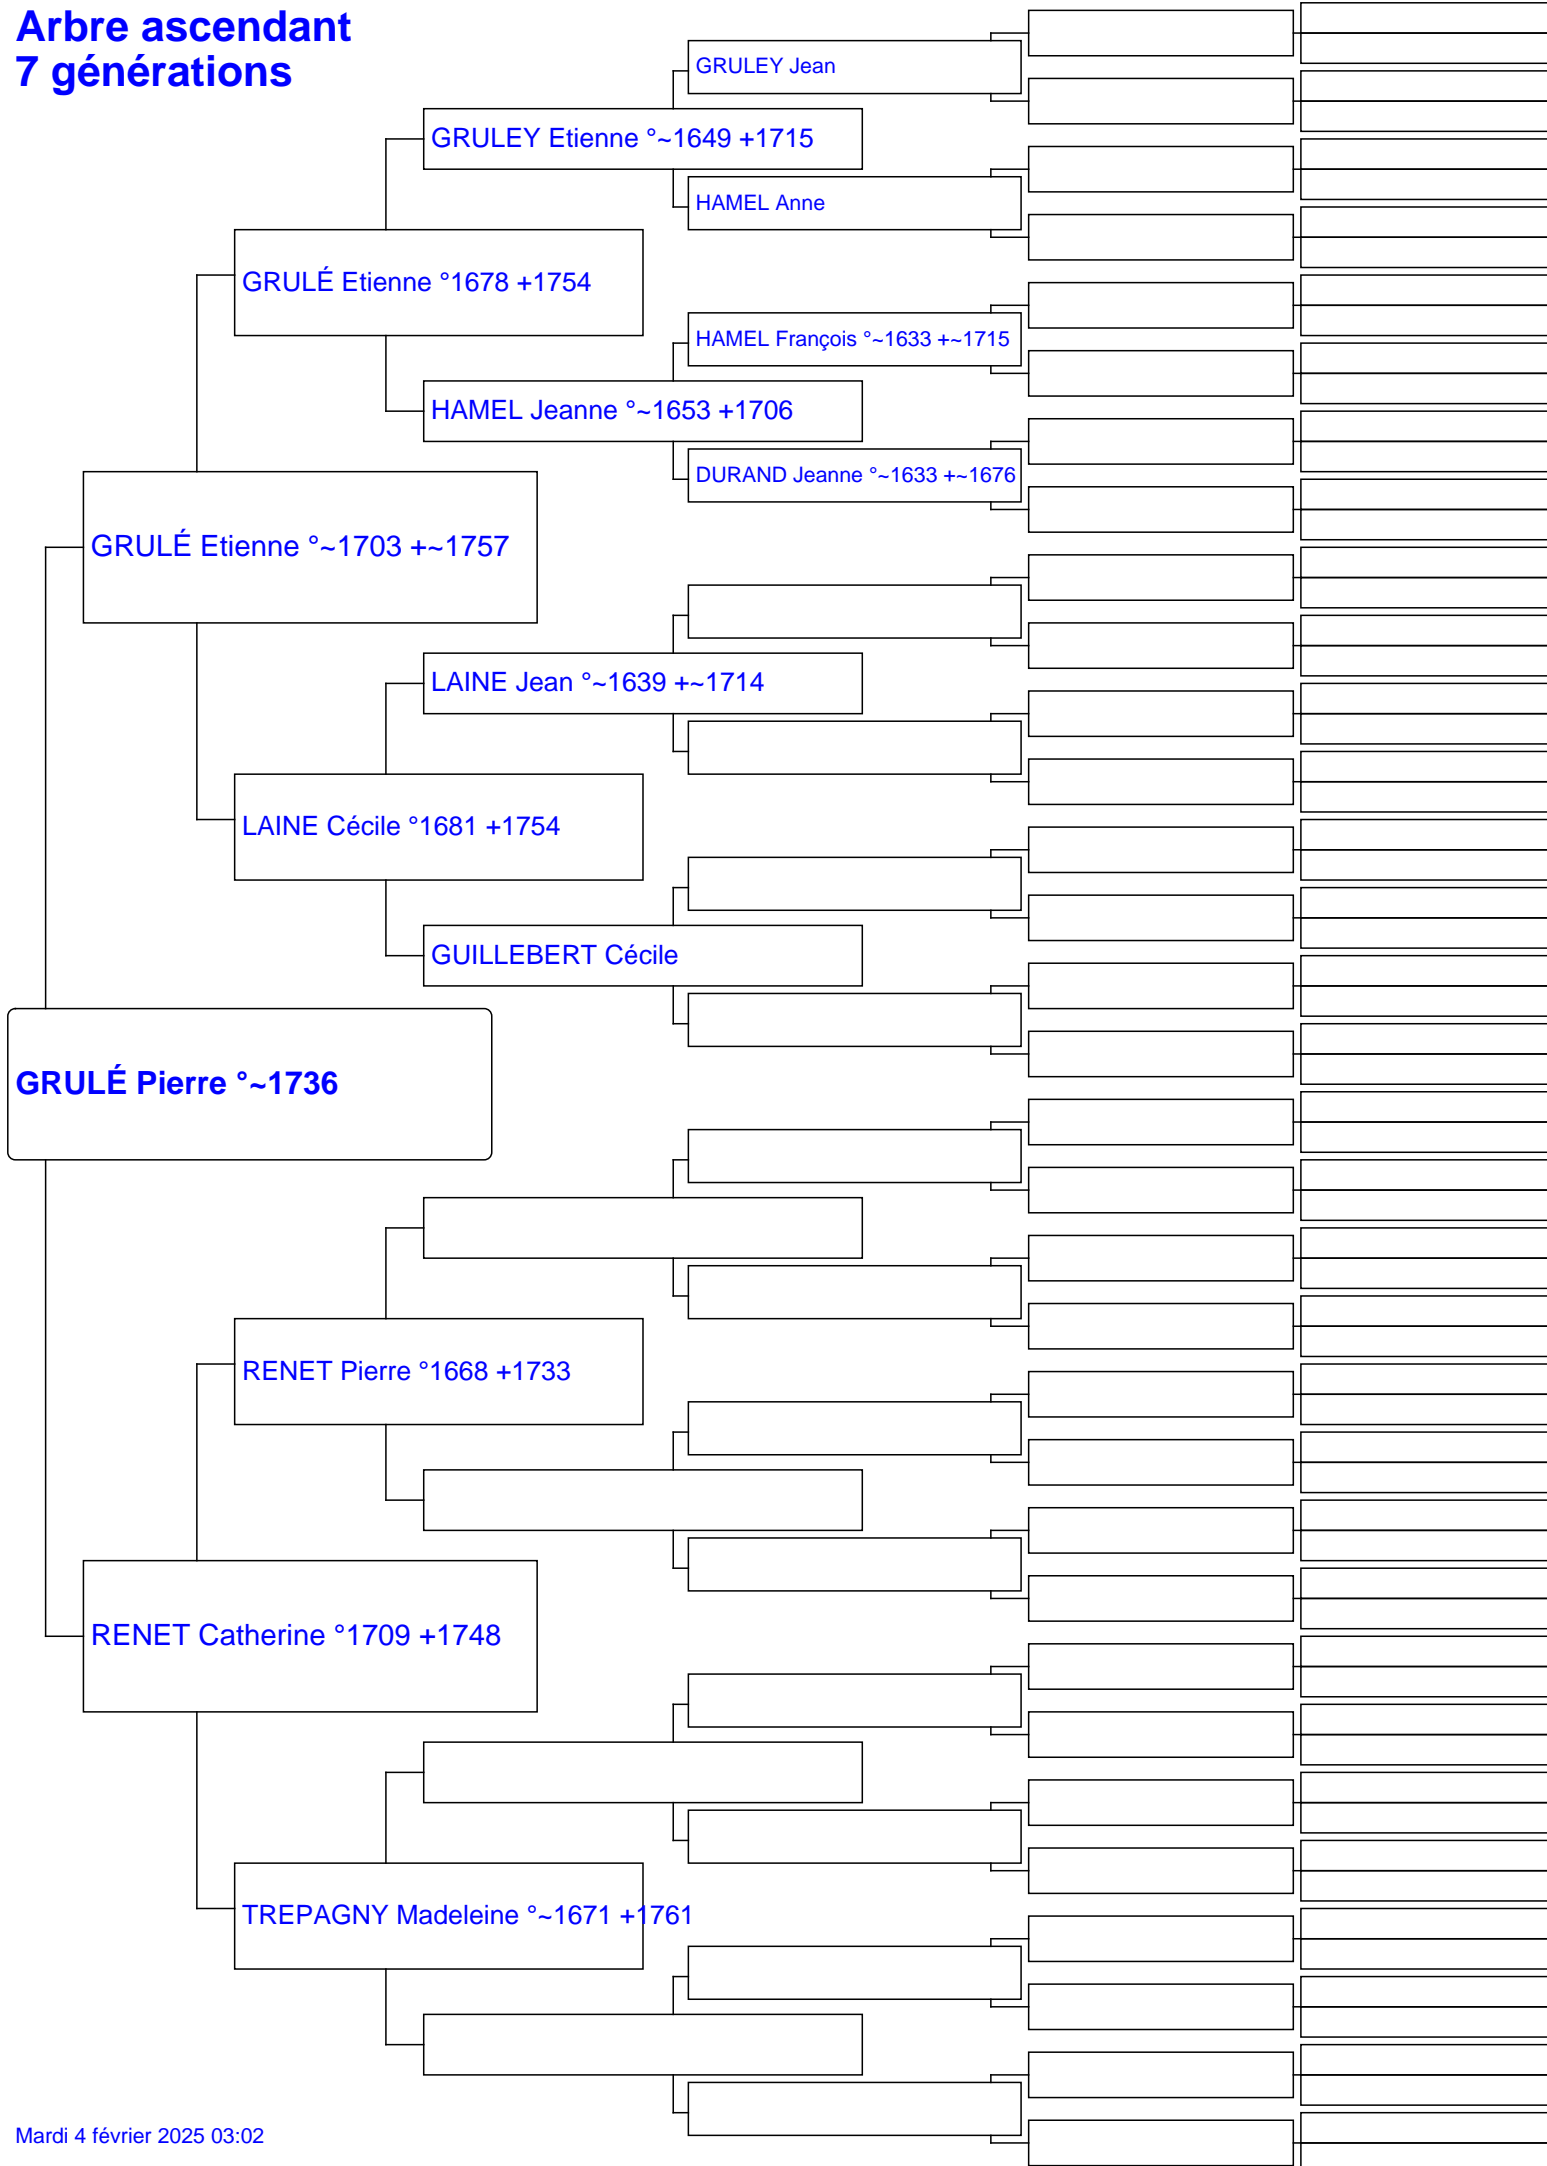 Arbre ascendant
7 générations
GRULEY Jean
GRULEY Etienne °~1649 +1715
HAMEL Anne
GRULÉ Etienne °1678 +1754
HAMEL François °~1633 +~1715
HAMEL Jeanne °~1653 +1706
DURAND Jeanne °~1633 +~1676
GRULÉ Etienne °~1703 +~1757
LAINE Jean °~1639 +~1714
LAINE Cécile °1681 +1754
GUILLEBERT Cécile
GRULÉ Pierre °~1736
RENET Pierre °1668 +1733
RENET Catherine °1709 +1748
TREPAGNY Madeleine °~1671 +1761
Mardi 4 février 2025 03:02